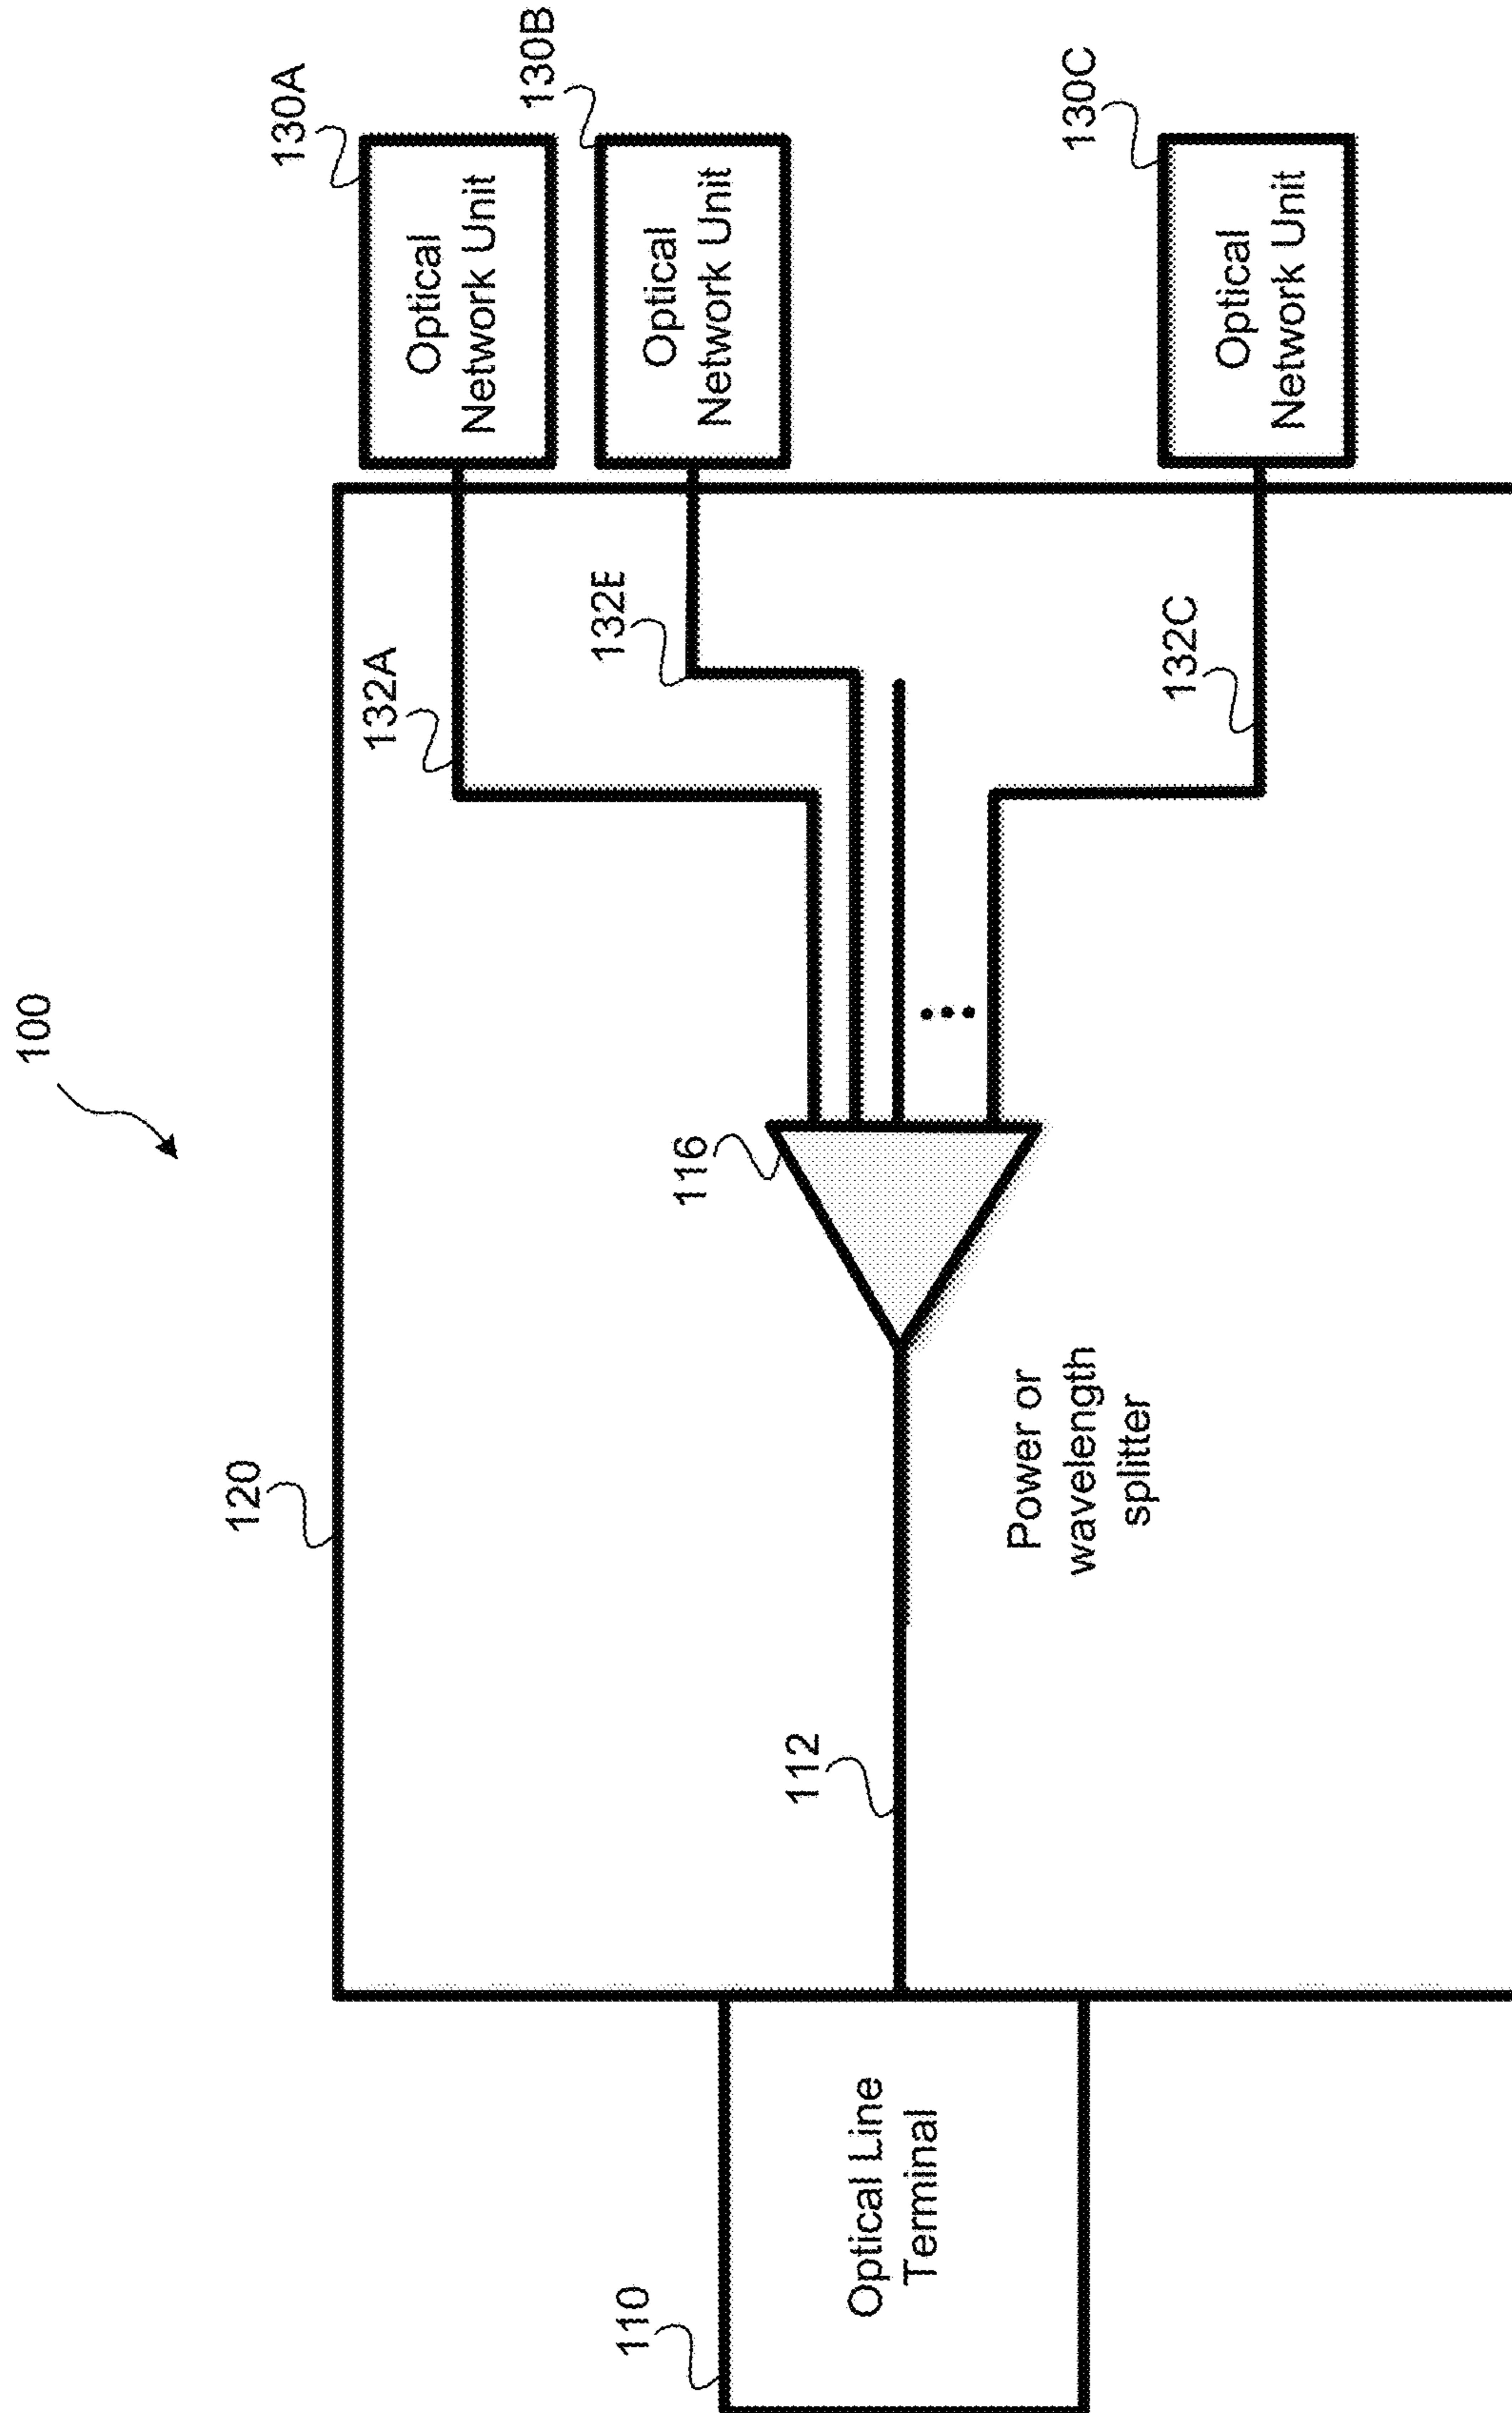 100
120
130A
Optical
Network Unit
130B
Optical
Network Unit
132A
132E
116
112
110
Optical Line
Terminal
Power or
wavelength
splitter
132C
130C
Optical
Network Unit